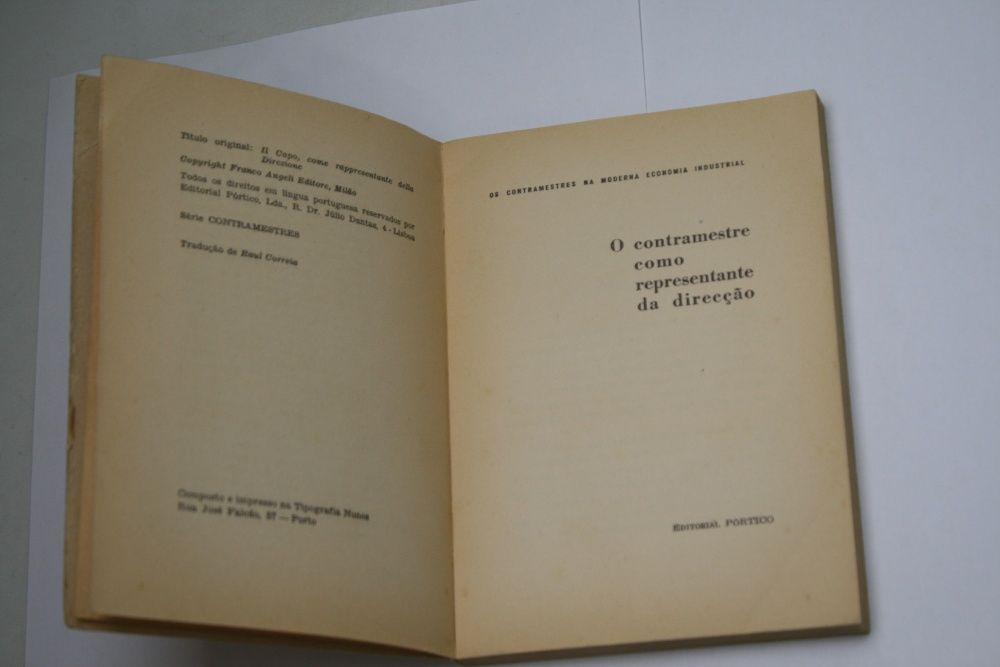 Título original: Il Capo, come rappresentante della
Direzione
Copyright Franco Angeli Editore, Milão
Todos os direitos em língua portuguesa reservados por
Editorial Pórtico, Lda., R. Dr. Júlio Dantas, 4 - Lisboa
Série CONTRAMESTRES
Tradução de Raul Correia
Composto e impresso na Tipografia Nunes
Rua José Falcão, 57 — Porto
OS CONTRAMESTRES NA MODERNA ECONOMIA INDUSTRIAL
O contramestre
como
representante
da direcção
EDITORIAL PÓRTICO